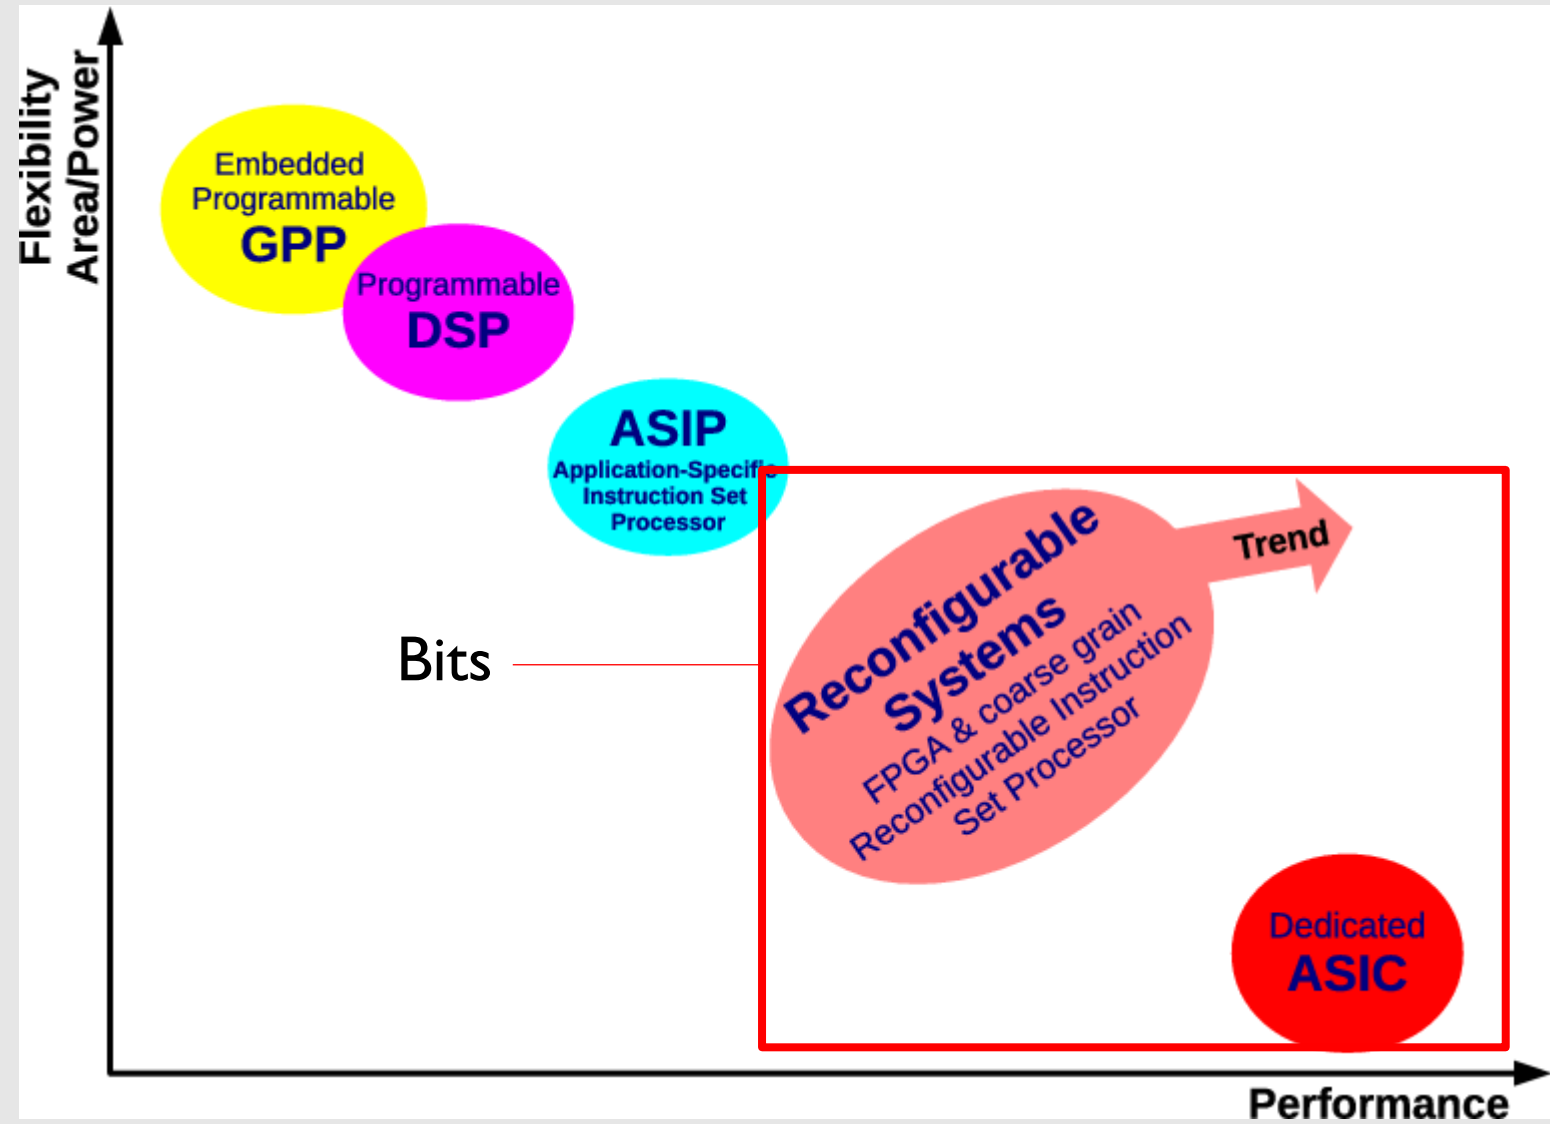 Flexibility
Area/Power
Embedded
Programmable
GPP
Programmable
DSP
ASIP
Application-Specific
Instruction Set
Processor
Bits
Reconfigurable
Systems
FPGA & coarse grain
Reconfigurable Instruction
Set Processor
Trend
Dedicated
ASIC
Performance